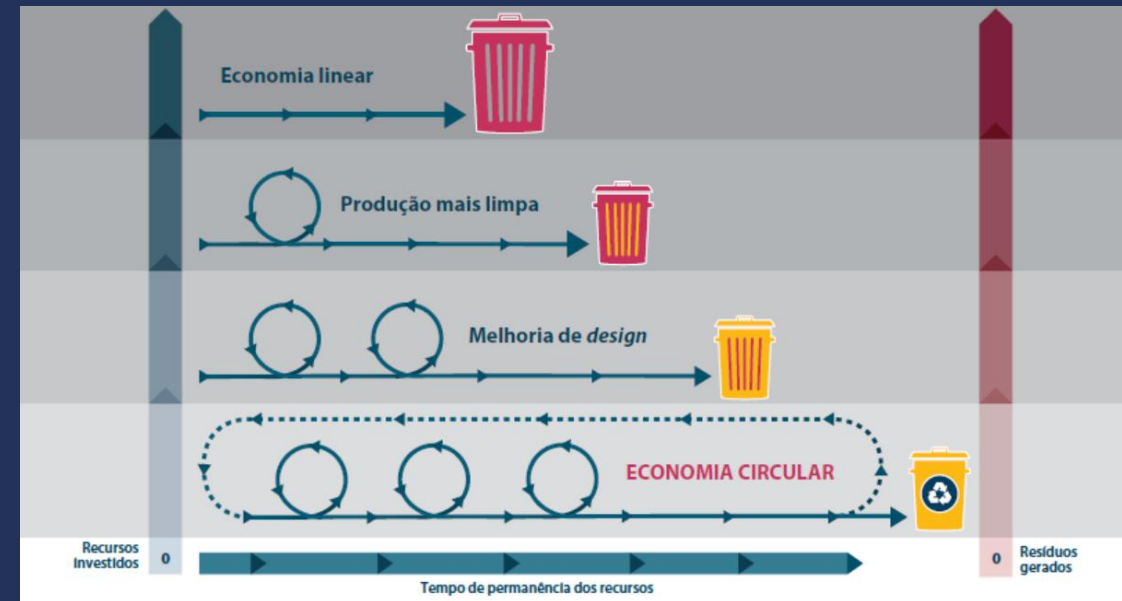 Economia linear
Produção mais limpa
Melhoria de design
ECONOMIA CIRCULAR
Recursos
investidos
0
0
Resíduos
gerados
Tempo de permanência dos recursos